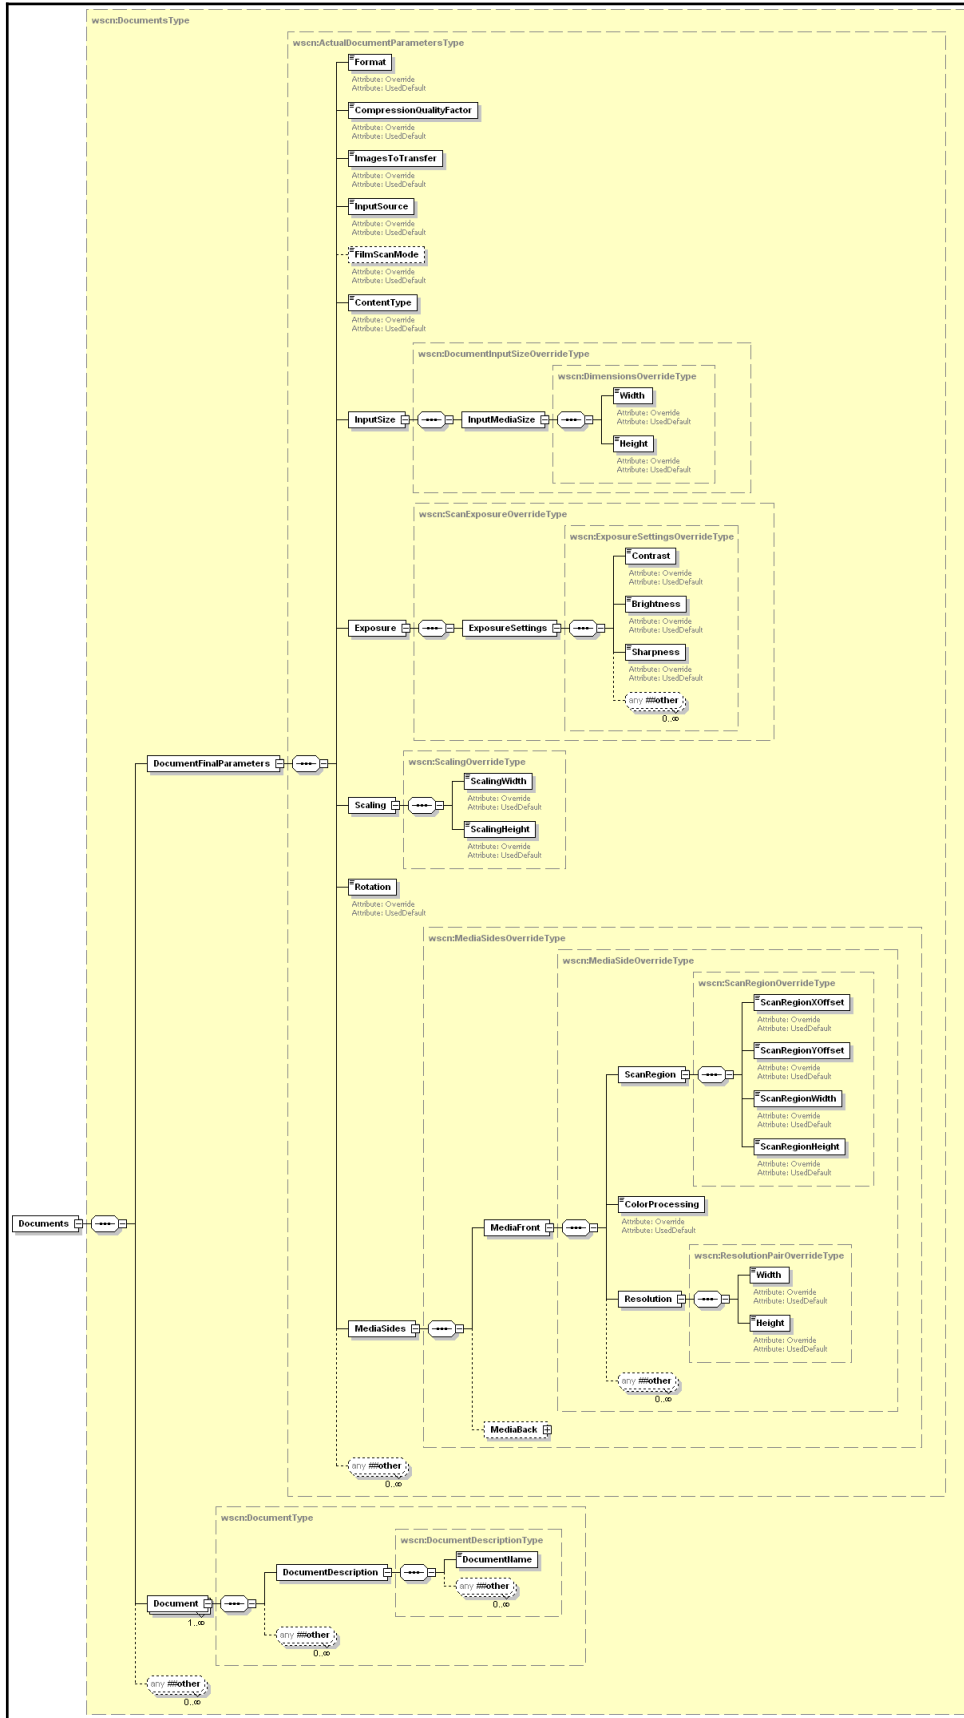 wscn:DocumentsType
wscn:ActualDocumentParametersType
Format
Attribute: Override
Attribute: UsedDefault
CompressionQualityFactor
Attribute: Override
Attribute: UsedDefault
ImagesToTransfer
Attribute: Override
Attribute: UsedDefault
InputSource
Attribute: Override
Attribute: UsedDefault
FilmScanMode
Attribute: Override
Attribute: UsedDefault
ContentType
Attribute: Override
Attribute: UsedDefault
wscn:DocumentInputSizeOverrideType
wscn:DimensionsOverrideType
Width
Attribute: Override
Attribute: UsedDefault
InputSize
InputMediaSize
Height
Attribute: Override
Attribute: UsedDefault
wscn:ScanExposureOverrideType
wscn:ExposureSettingsOverrideType
Contrast
Attribute: Override
Attribute: UsedDefault
Brightness
Attribute: Override
Attribute: UsedDefault
Exposure
ExposureSettings
Sharpness
Attribute: Override
Attribute: UsedDefault
any ##other
0..∞
DocumentFinalParameters
wscn:ScalingOverrideType
ScalingWidth
Attribute: Override
Attribute: UsedDefault
Scaling
ScalingHeight
Attribute: Override
Attribute: UsedDefault
Rotation
Attribute: Override
Attribute: UsedDefault
wscn:MediaSidesOverrideType
wscn:MediaSideOverrideType
wscn:ScanRegionOverrideType
ScanRegionXOffset
Attribute: Override
Attribute: UsedDefault
ScanRegionYOffset
Attribute: Override
Attribute: UsedDefault
ScanRegion
ScanRegionWidth
Attribute: Override
Attribute: UsedDefault
ScanRegionHeight
Attribute: Override
Attribute: UsedDefault
ColorProcessing
Attribute: Override
Attribute: UsedDefault
Documents
MediaFront
wscn:ResolutionPairOverrideType
Width
Attribute: Override
Attribute: UsedDefault
Resolution
Height
Attribute: Override
Attribute: UsedDefault
MediaSides
any ##other
0..∞
MediaBack
any ##other
0..∞
wscn:DocumentType
wscn:DocumentDescriptionType
DocumentName
DocumentDescription
any ##other
0..∞
Document
1..∞
any ##other
0..∞
any ##other
0..∞